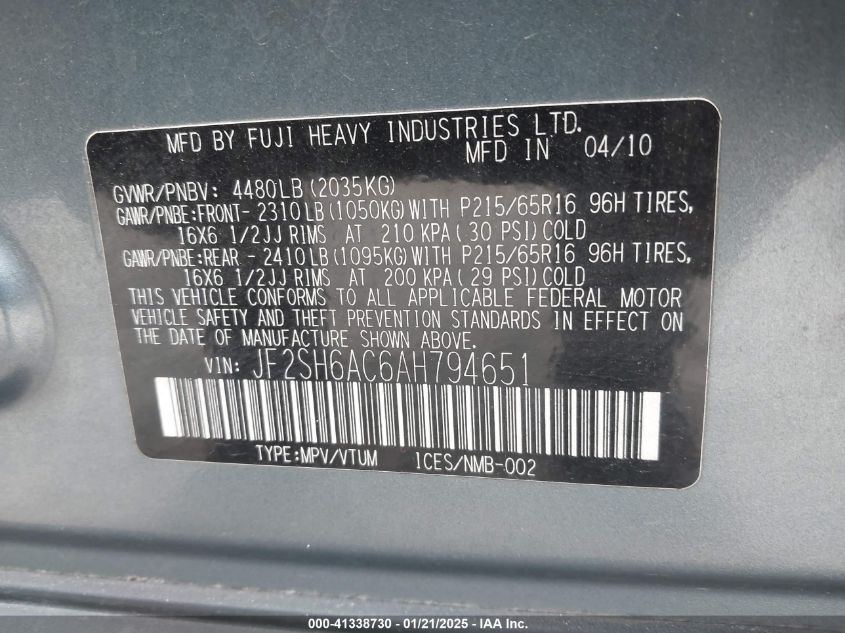 MFD BY FUJI HEAVY INDUSTRIES LTD.
MFD IN 04/10
GVWR/PNBV: 4480LB (2035KG)
GAWR/PNBE:FRONT- 2310LB (1050KG)WITH P215/65R16 96H TIRES,
16X6 1/2JJ RIMS AT 210 KPA (30 PSI)COLD
GAWR/PNBE:REAR - 2410LB (1095KG)WITH P215/65R16 96H TIRES,
16X6 1/2JJ RIMS AT 200 KPA (29 PSI)COLD
THIS VEHICLE CONFORMS TO ALL APPLICABLE FEDERAL MOTOR
VEHICLE SAFETY AND THEFT PREVENTION STANDARDS IN EFFECT ON
THE DATE OF MANUFACTURE SHOWN ABOVE.
VIN: JF2SH6AC6AH794651
TYPE:MPV/VTUM ICES/NMB-002
000-41338730 - 01/21/2025 - IAA Inc.